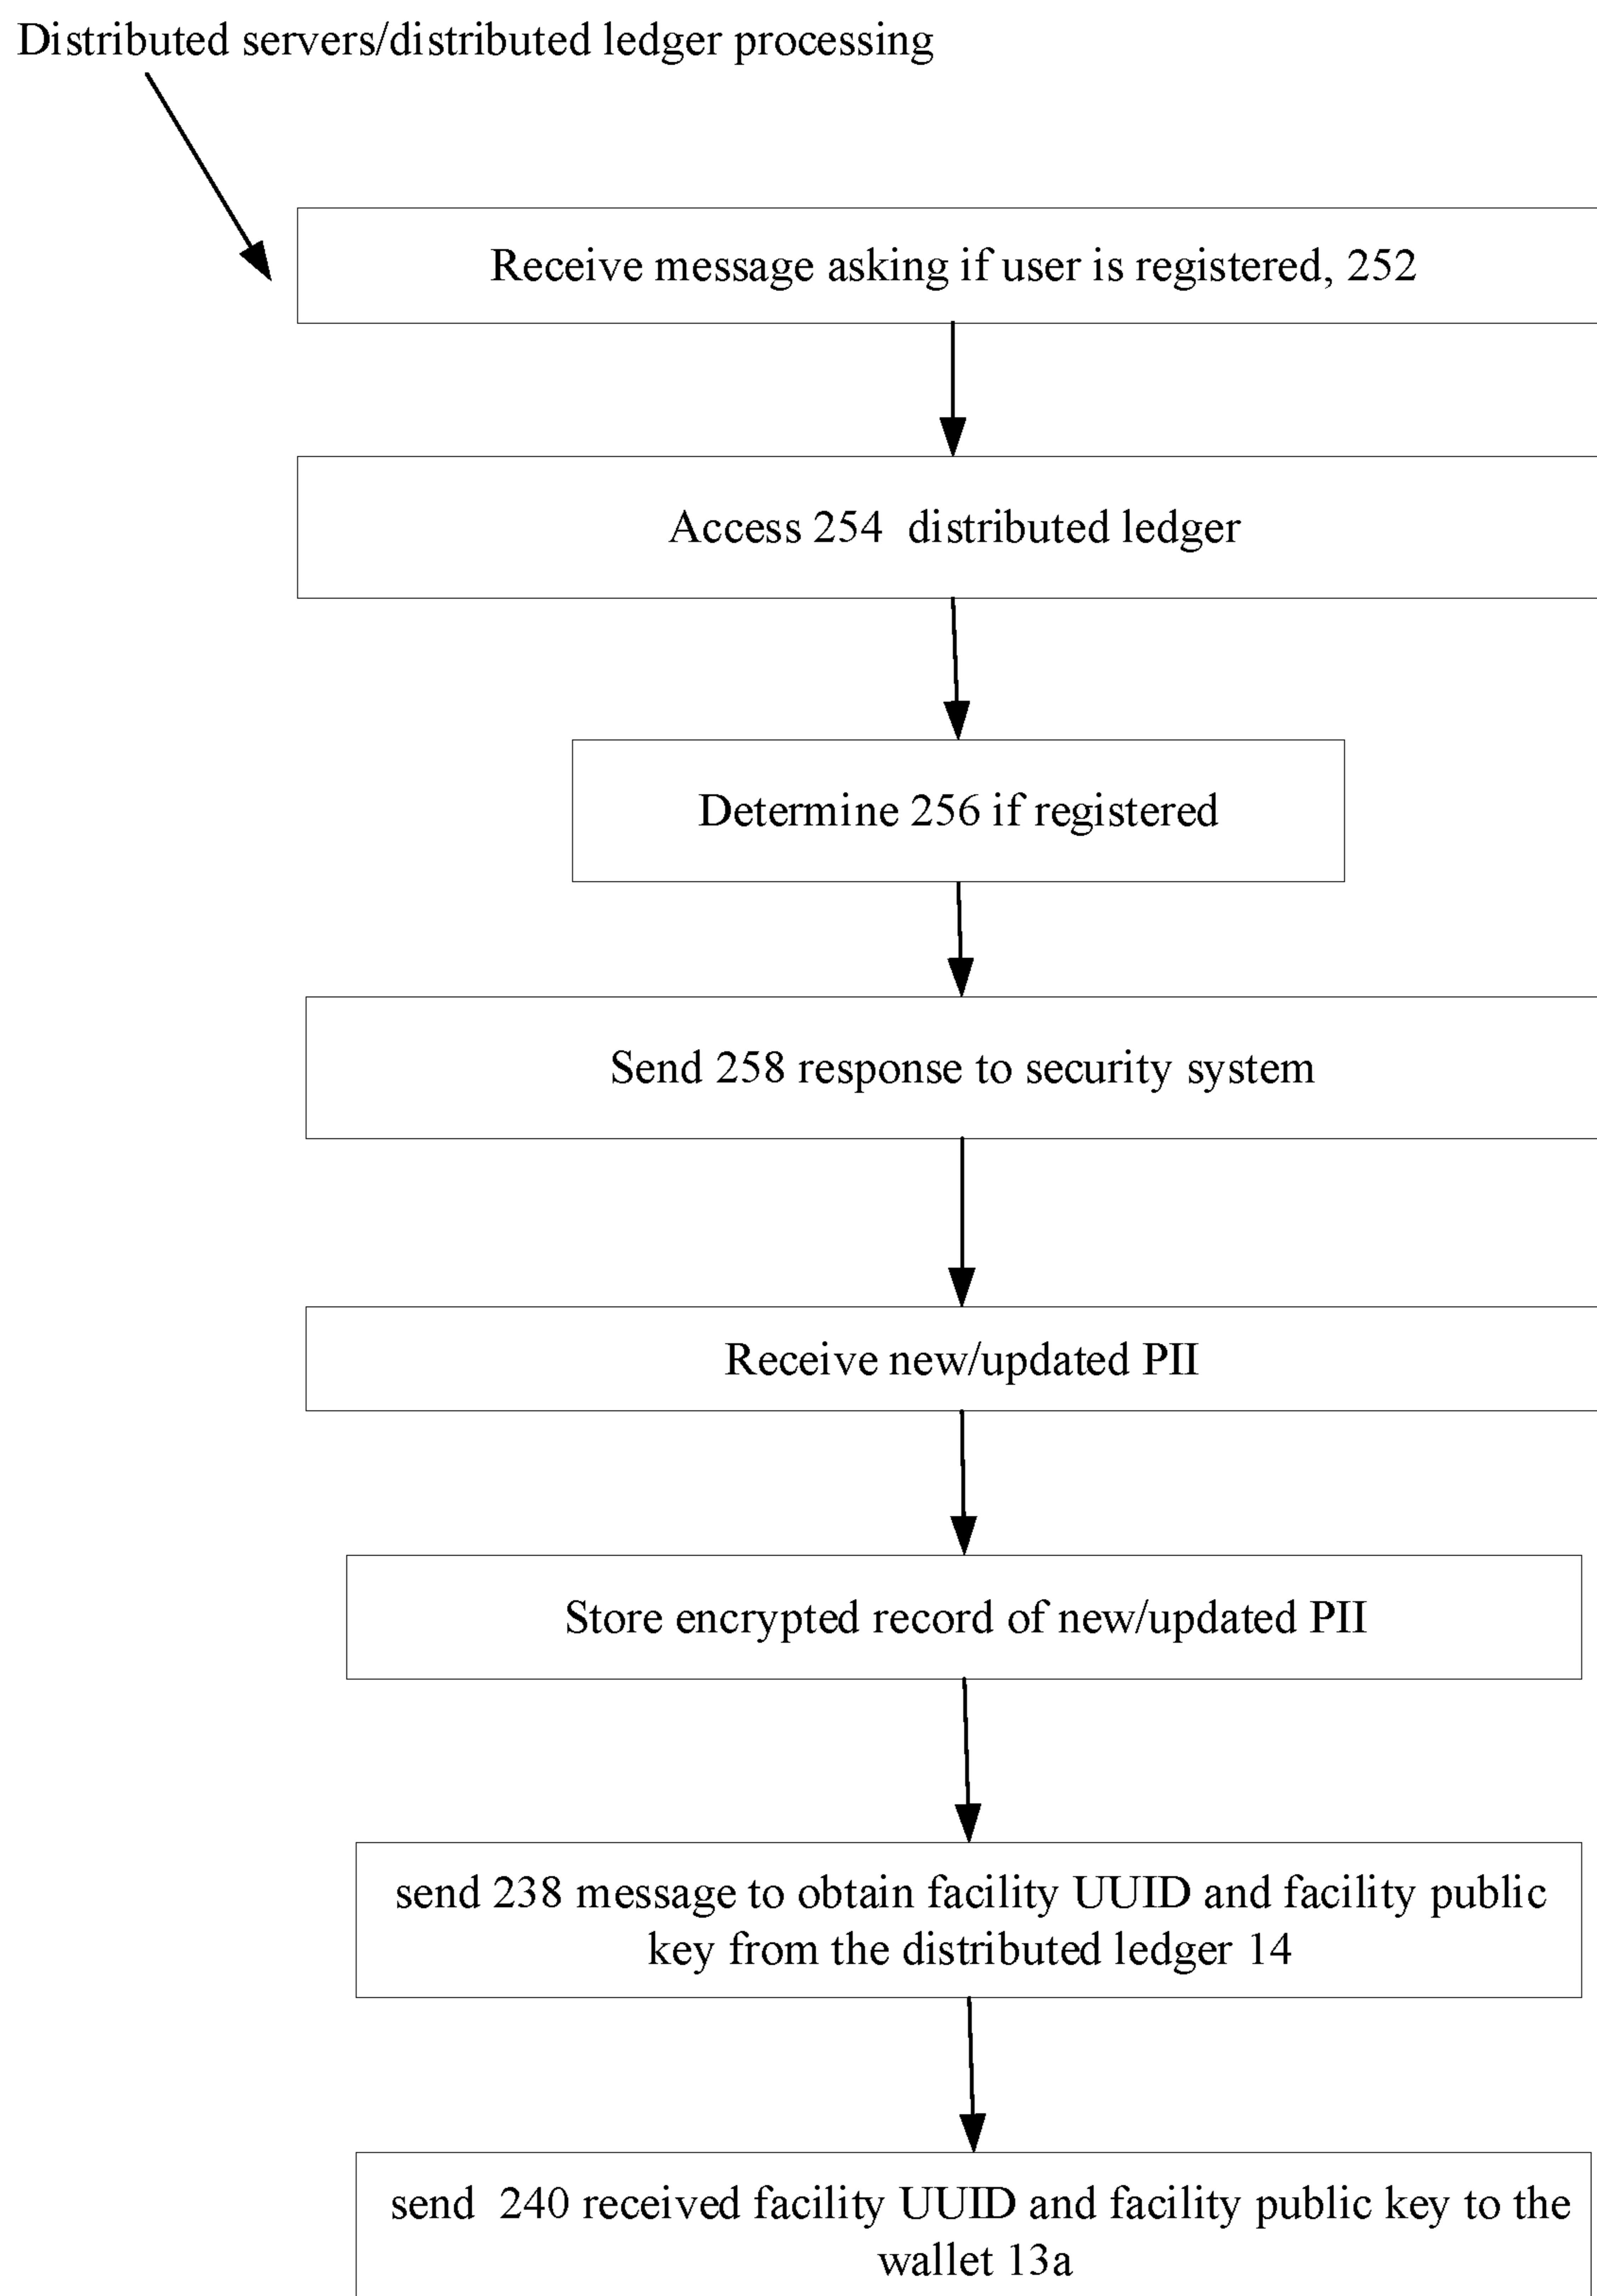 Distributed servers/distributed ledger processing
Receive message asking if user is registered, 252
Access 254  distributed ledger
Determine 256 if registered
Send 258 response to security system
Receive new/updated PII
Store encrypted record of new/updated PII
send 238 message to obtain facility UUID and facility public
key from the distributed ledger 14
send  240 received facility UUID and facility public key to the
wallet 13a